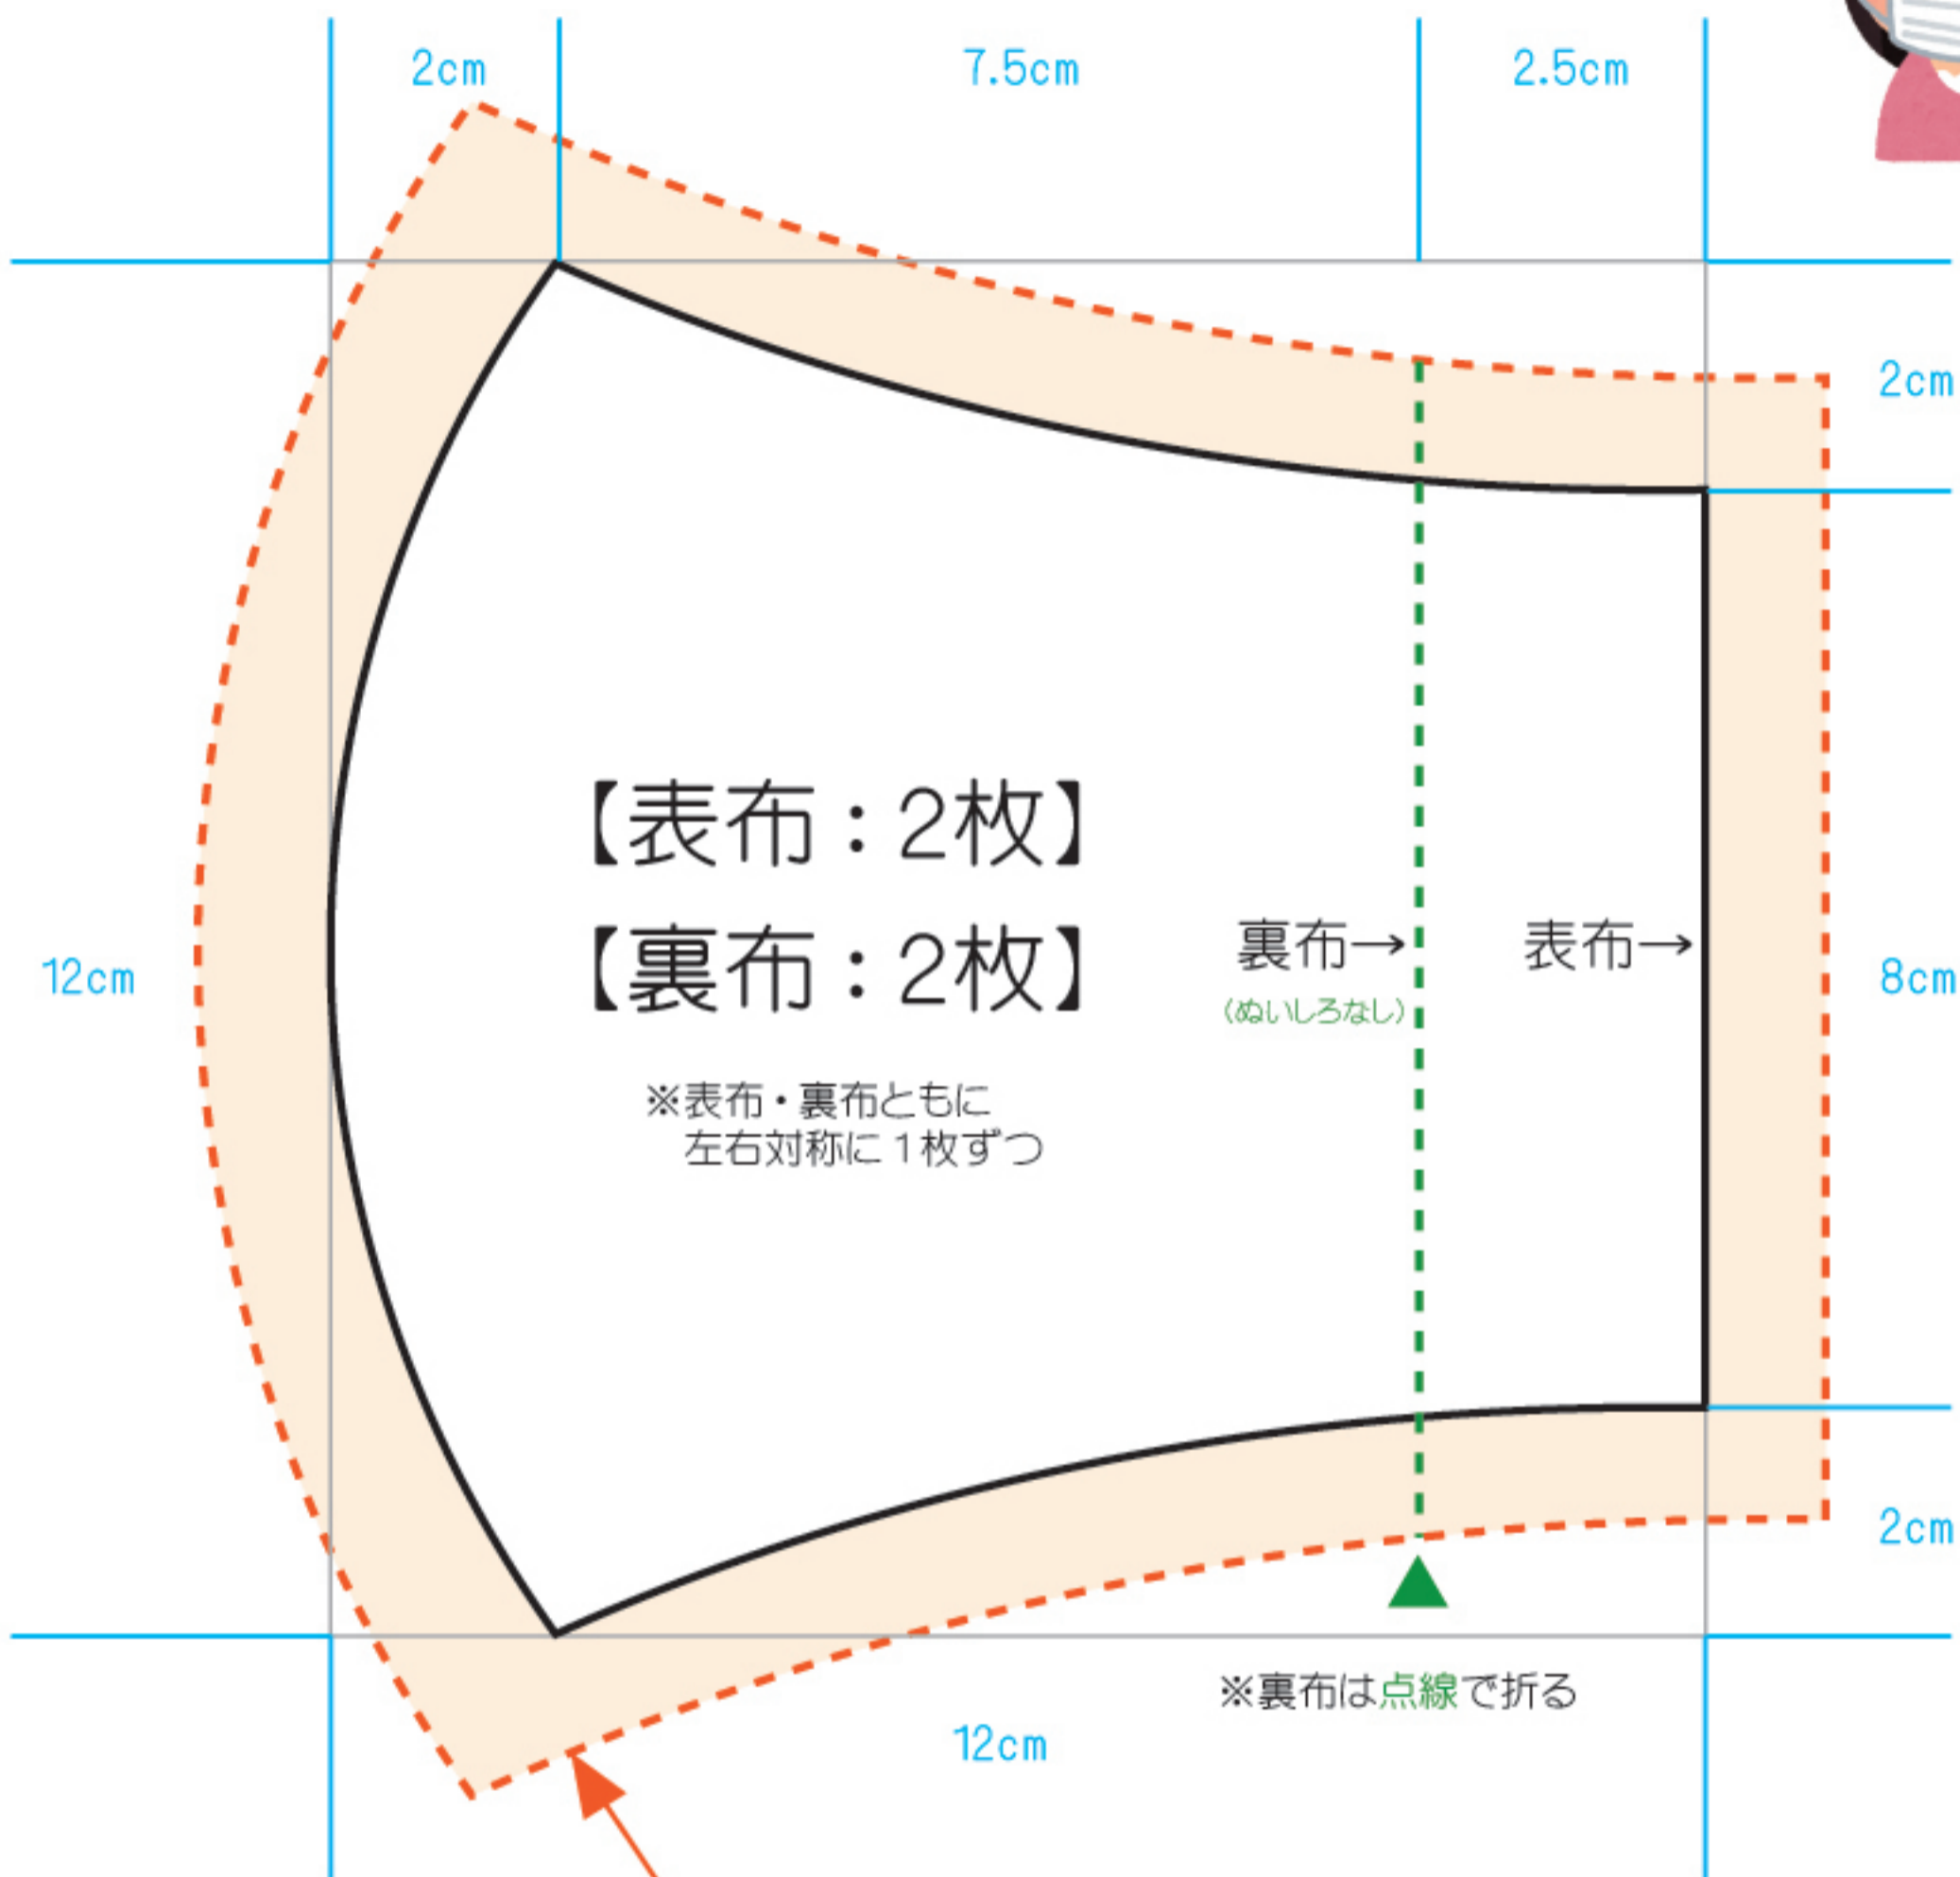 2cm
7.5cm
2.5cm
2cm
【表布：2枚】
【裏布：2枚】
裏布→
(ぬいしろなし)
表布→
12cm
8cm
※表布・裏布ともに
左右対称に1枚ずつ
2cm
※裏布は点線で折る
12cm